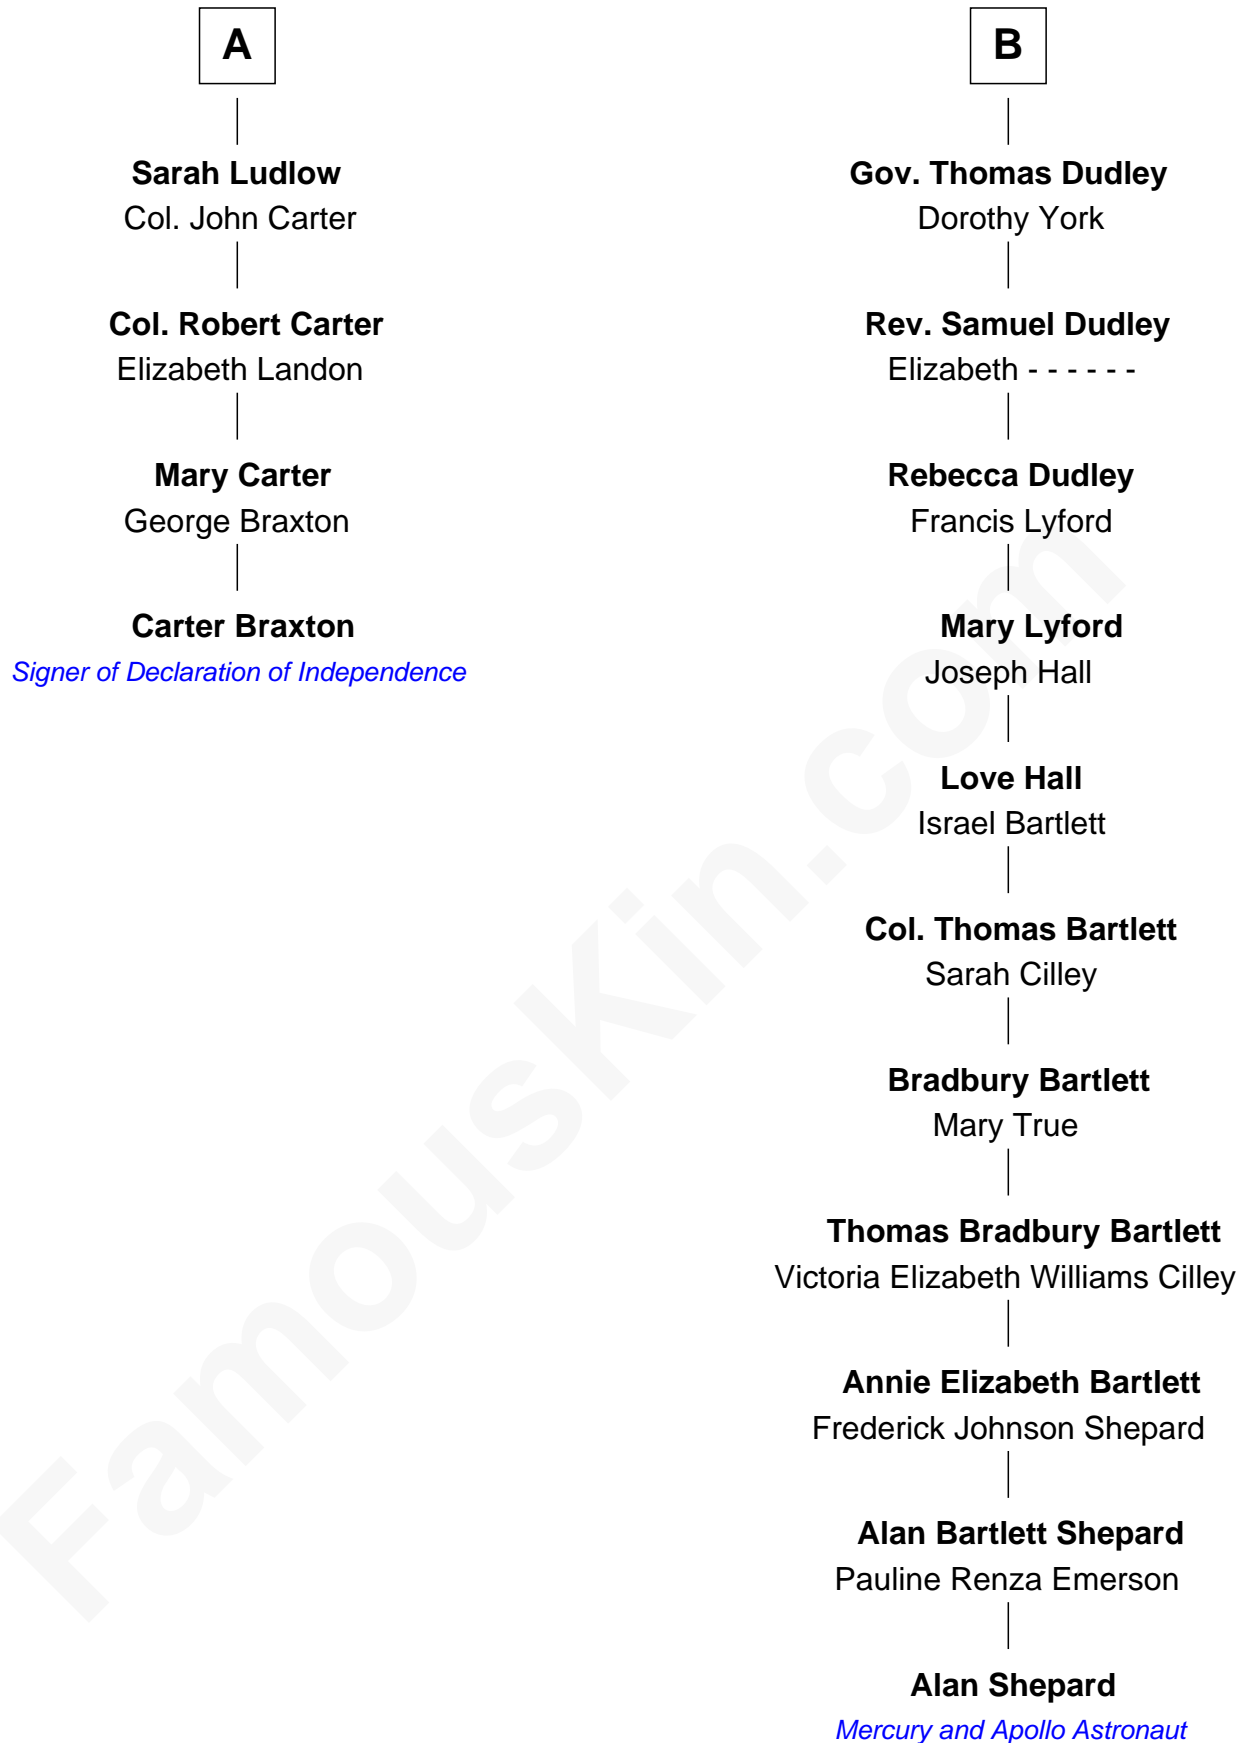 A
Sarah Ludlow
Col. John Carter
Col. Robert Carter
Elizabeth Landon
Mary Carter
George Braxton
Carter Braxton
Signer of Declaration of Independence
B
Gov. Thomas Dudley
Dorothy York
Rev. Samuel Dudley
Elizabeth - - - - - -
Rebecca Dudley
Francis Lyford
Mary Lyford
Joseph Hall
Love Hall
Israel Bartlett
Col. Thomas Bartlett
Sarah Cilley
Bradbury Bartlett
Mary True
Thomas Bradbury Bartlett
Victoria Elizabeth Williams Cilley
Annie Elizabeth Bartlett
Frederick Johnson Shepard
Alan Bartlett Shepard
Pauline Renza Emerson
Alan Shepard
Mercury and Apollo Astronaut
FamousKin.com